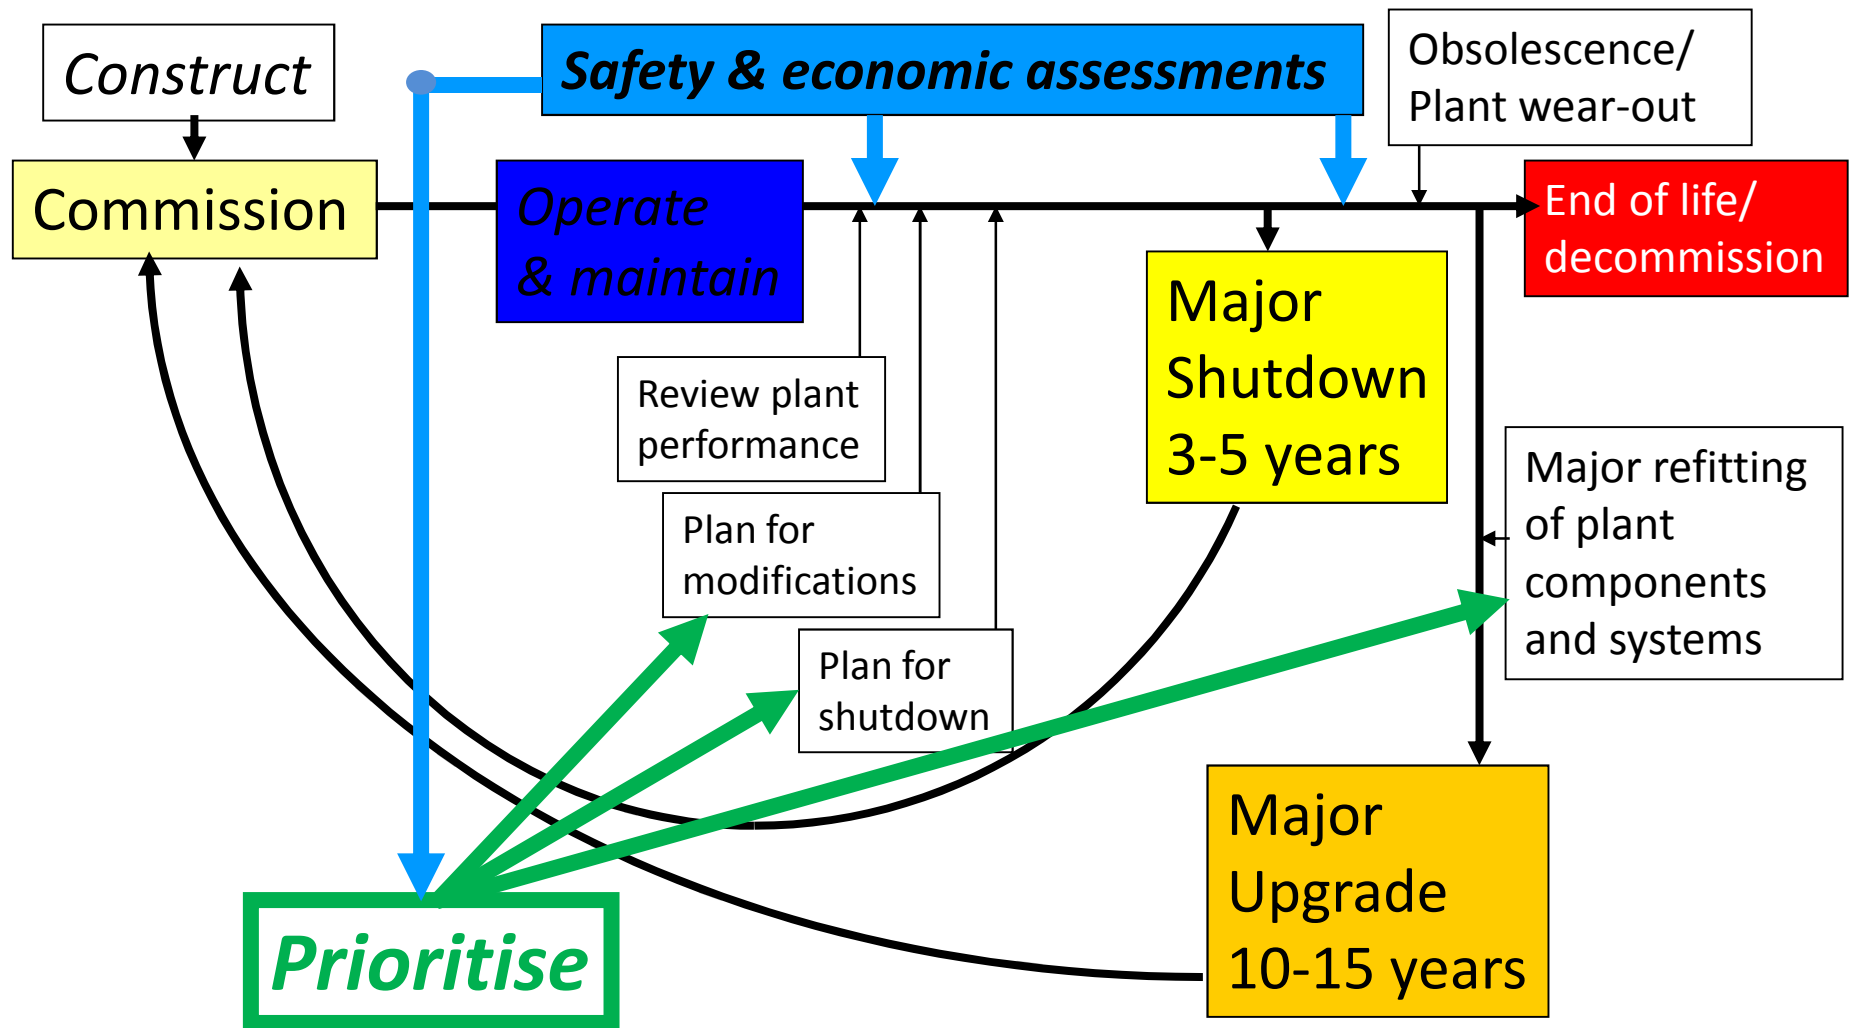 Construct
Safety & economic assessments
Obsolescence/
Plant wear-out
Commission
Operate
& maintain
End of life/
decommission
Major
Shutdown
3-5 years
Review plant
performance
Plan for
modifications
Plan for
shutdown
Major refitting
of plant
components
and systems
Major
Upgrade
10-15 years
Prioritise